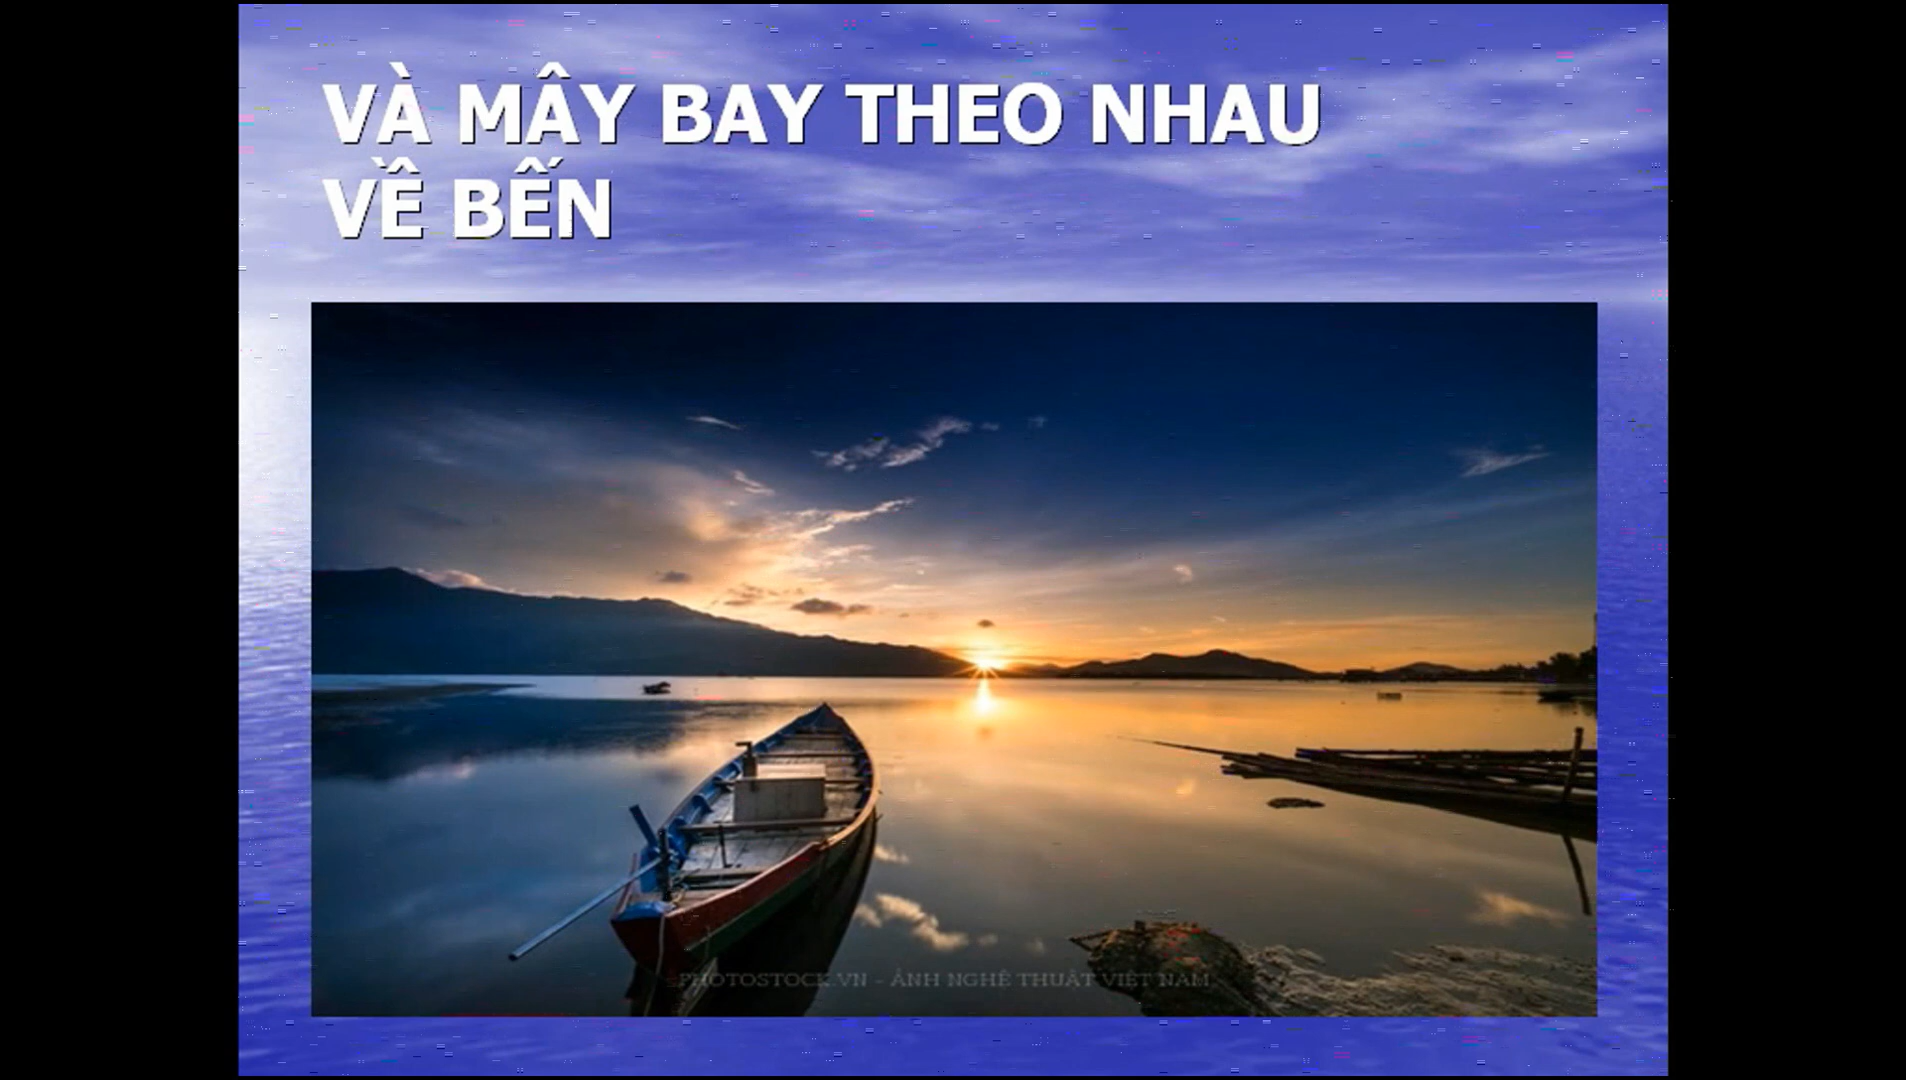 VÀ MÂY BAY THEO NHAU
VỀ BẾN
PHOTOSTOCK.VN - ẢNH NGHỆ THUẬT VIỆT NAM